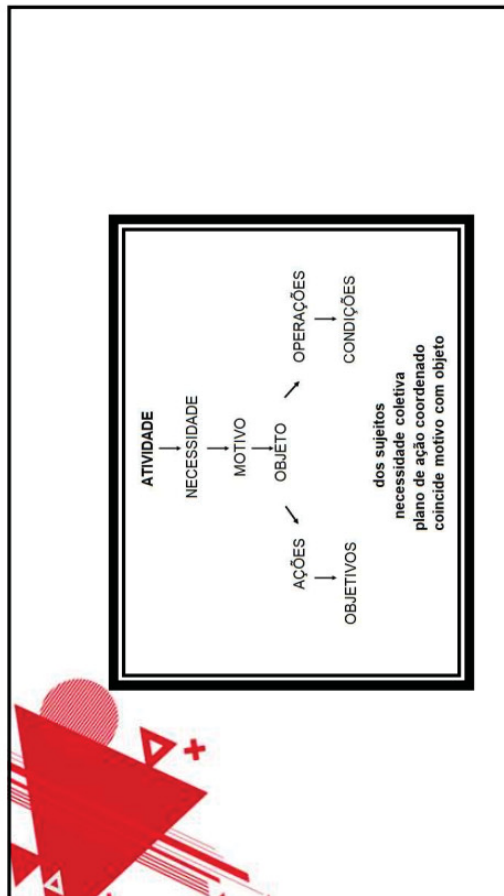 ATIVIDADE
NECESSIDADE
MOTIVO
OBJETO
AÇÕES
OPERAÇÕES
OBJETIVOS
CONDIÇÕES
dos sujeitos
necessidade coletiva
plano de ação coordenado
coincide motivo com objeto